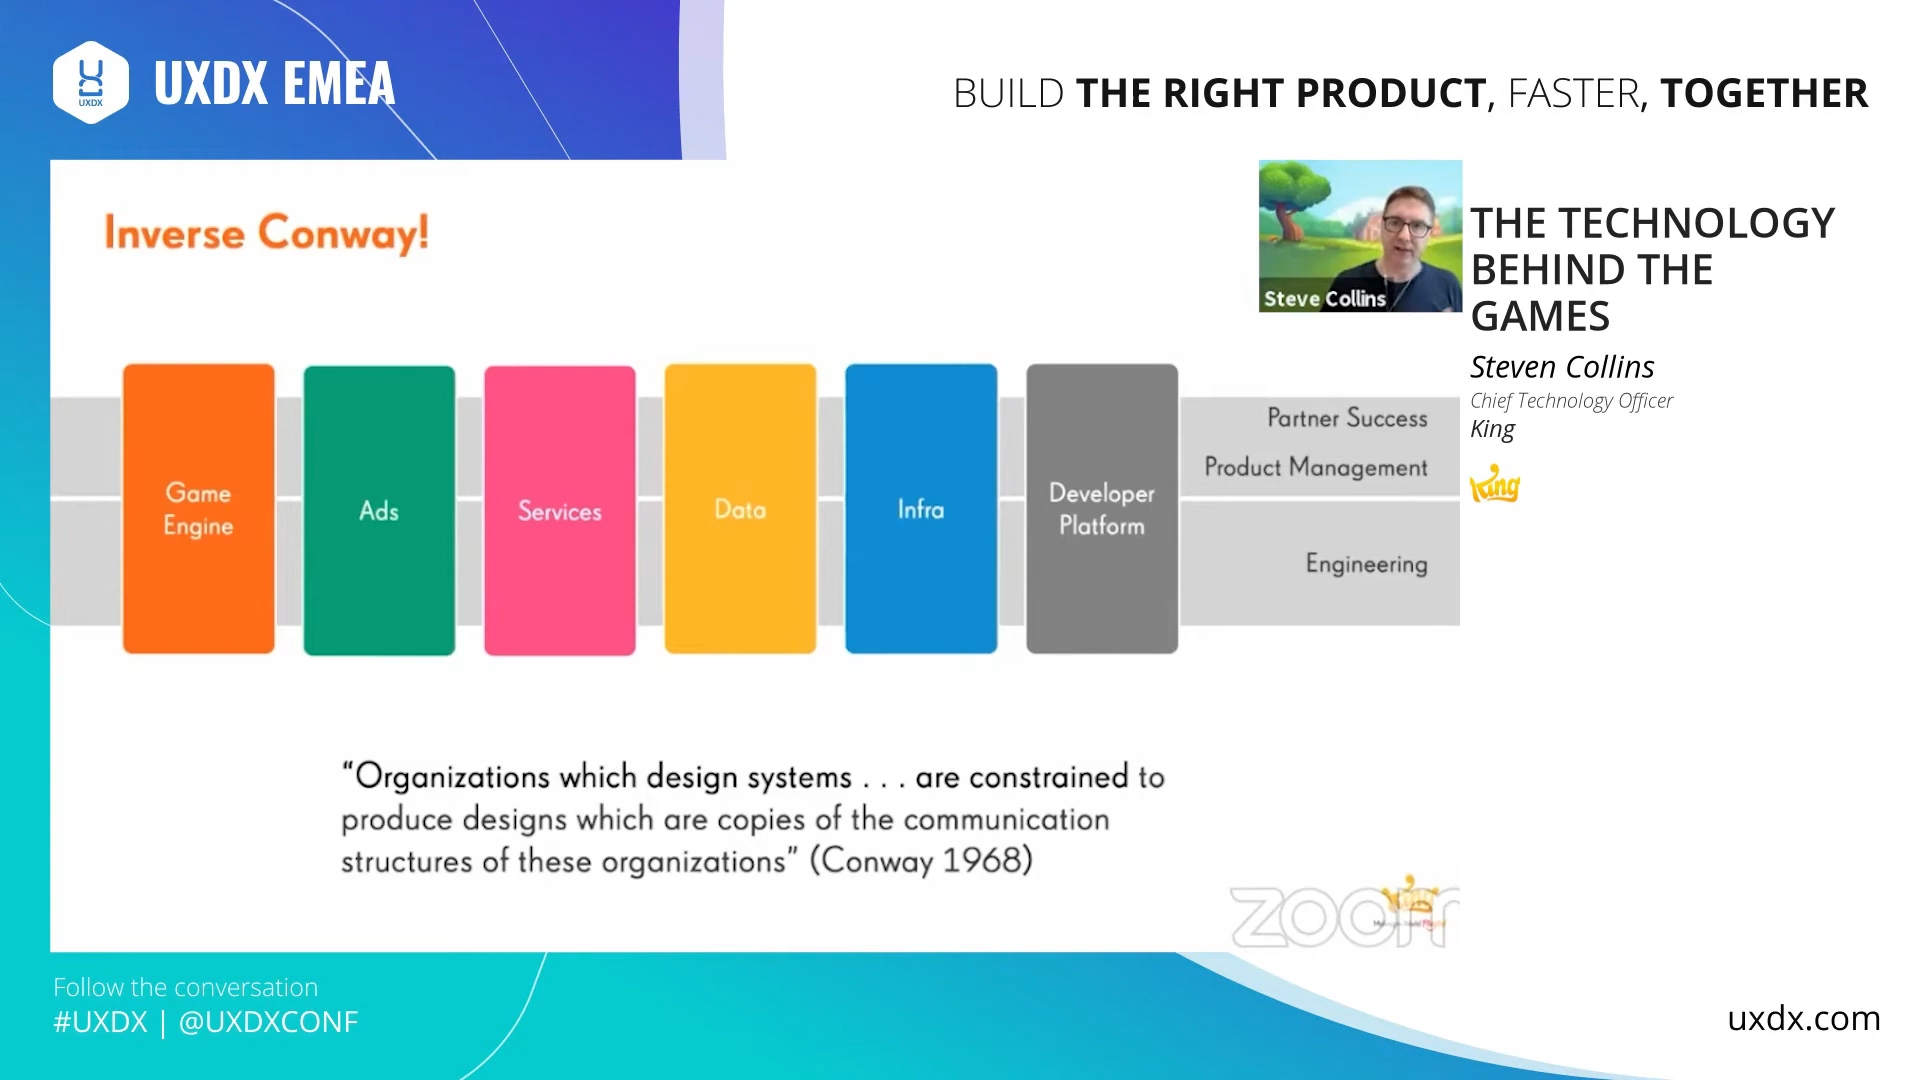 UXDX
UXDX EMEA
BUILD THE RIGHT PRODUCT, FASTER, TOGETHER
Inverse Conway!
Steve Collins
THE TECHNOLOGY
BEHIND THE
GAMES
Steven Collins
Chief Technology Officer
King
King
Game
Engine
Ads
Services
Data
Infra
Developer
Platform
Partner Success
Product Management
Engineering
“Organizations which design systems . . . are constrained to
produce designs which are copies of the communication
structures of these organizations” (Conway 1968)
zoom
Follow the conversation
#UXDX | @UXDXCONF
uxdx.com